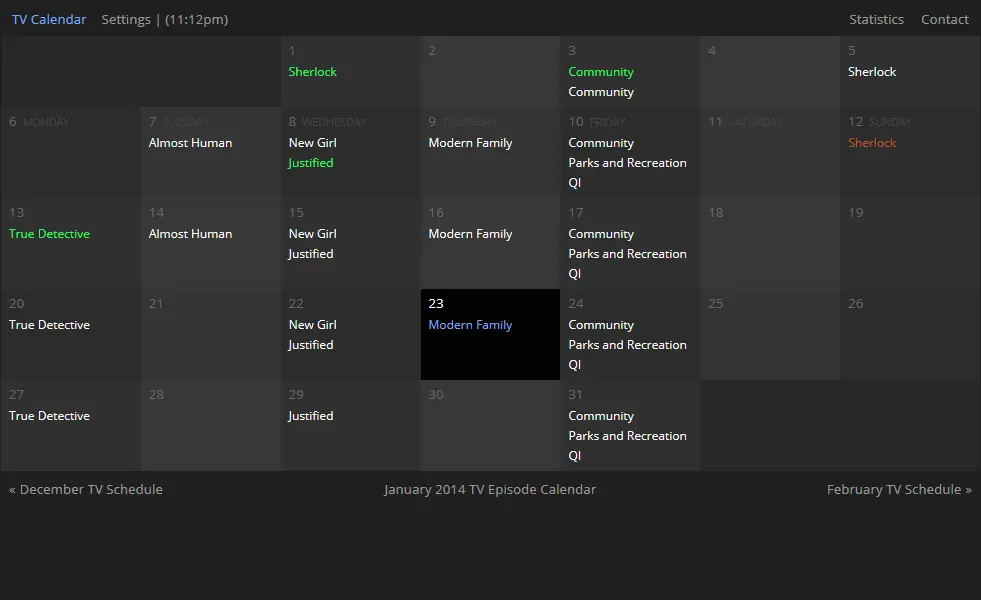 TV Calendar Settings | (11:12pm) Statistics Contact
1 2 3 4 5
Sherlock Community Sherlock
Community
6 MONDAY 7 TUESDAY 8 WEDNESDAY 9 THURSDAY 10 FRIDAY 11 SATURDAY 12 SUNDAY
Almost Human New Girl Modern Family Community Sherlock
Justified Parks and Recreation
QI
13 14 15 16 17 18 19
True Detective Almost Human New Girl Modern Family Community
Justified Parks and Recreation
QI
20 21 22 23 24 25 26
True Detective New Girl Modern Family Community
Justified Parks and Recreation
QI
27 28 29 30 31
True Detective Justified Community
Parks and Recreation
QI
« December TV Schedule January 2014 TV Episode Calendar February TV Schedule »